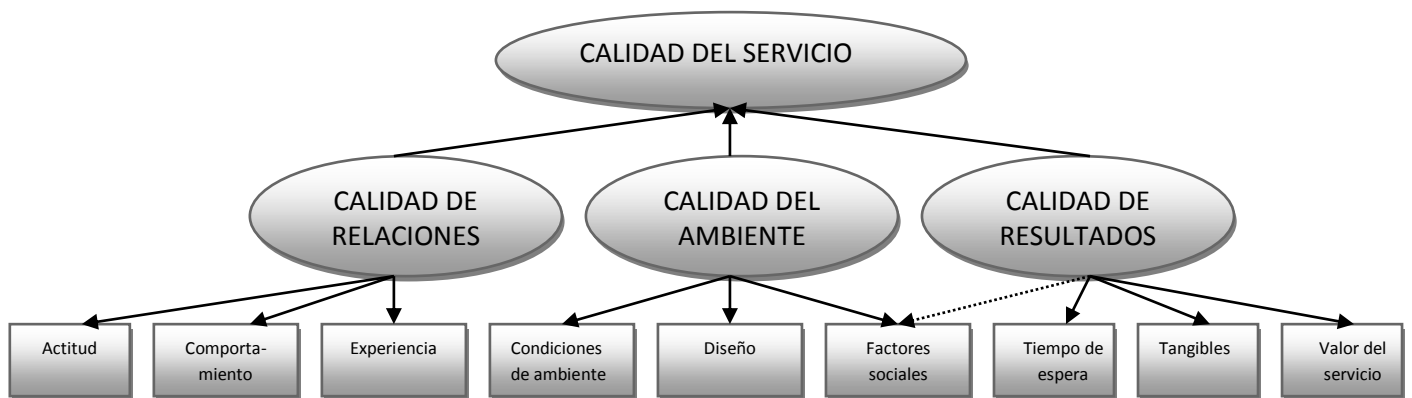 CALIDAD DEL SERVICIO
CALIDAD DE
RELACIONES
CALIDAD DEL
AMBIENTE
CALIDAD DE
RESULTADOS
Actitud
Comporta-
miento
Experiencia
Condiciones
de ambiente
Diseño
Factores
sociales
Tiempo de
espera
Tangibles
Valor del
servicio